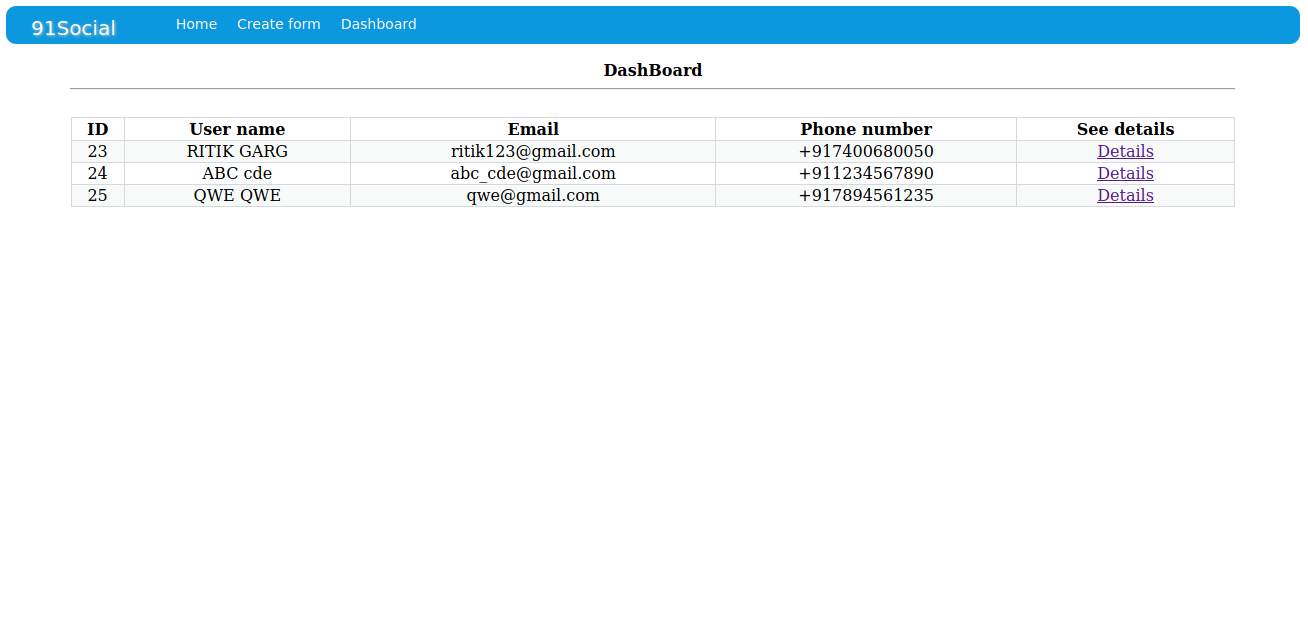 91Social Home Create form Dashboard
DashBoard
ID User name Email Phone number See details
23 RITIK GARG ritik123@gmail.com +917400680050 Details
24 ABC cde abc_cde@gmail.com +911234567890 Details
25 QWE QWE qwe@gmail.com +917894561235 Details